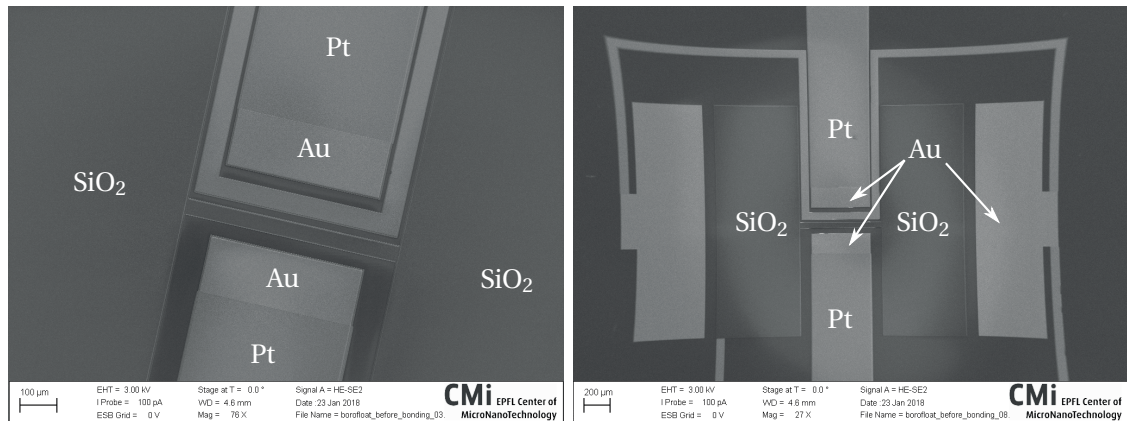 Pt
Au
SiO₂
Au
SiO₂
Pt
100 µm
EHT = 3.00 kV
Stage at T = 0.0 °
Signal A = HE-SE2
I Probe = 100 pA
WD = 4.6 mm
Date :23 Jan 2018
ESB Grid = 0 V
Mag = 76 X
File Name = borofloat_before_bonding_03.
CMi EPFL Center of
MicroNanoTechnology
Pt
Au
SiO₂
SiO₂
Pt
200 µm
EHT = 3.00 kV
Stage at T = 0.0 °
Signal A = HE-SE2
I Probe = 100 pA
WD = 4.6 mm
Date :23 Jan 2018
ESB Grid = 0 V
Mag = 27 X
File Name = borofloat_before_bonding_08.
CMi EPFL Center of
MicroNanoTechnology